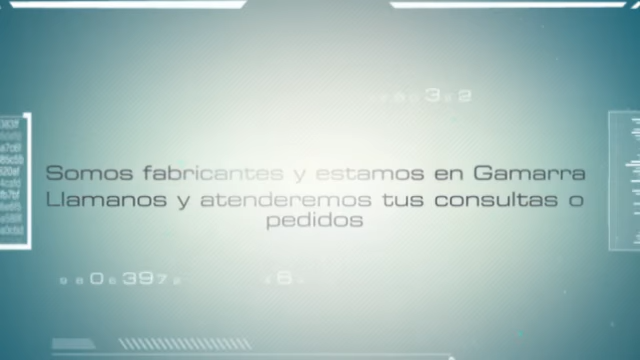 Somos fabricantes y estamos en Gamarra
Llamanos y atenderemos tus consultas o
pedidos